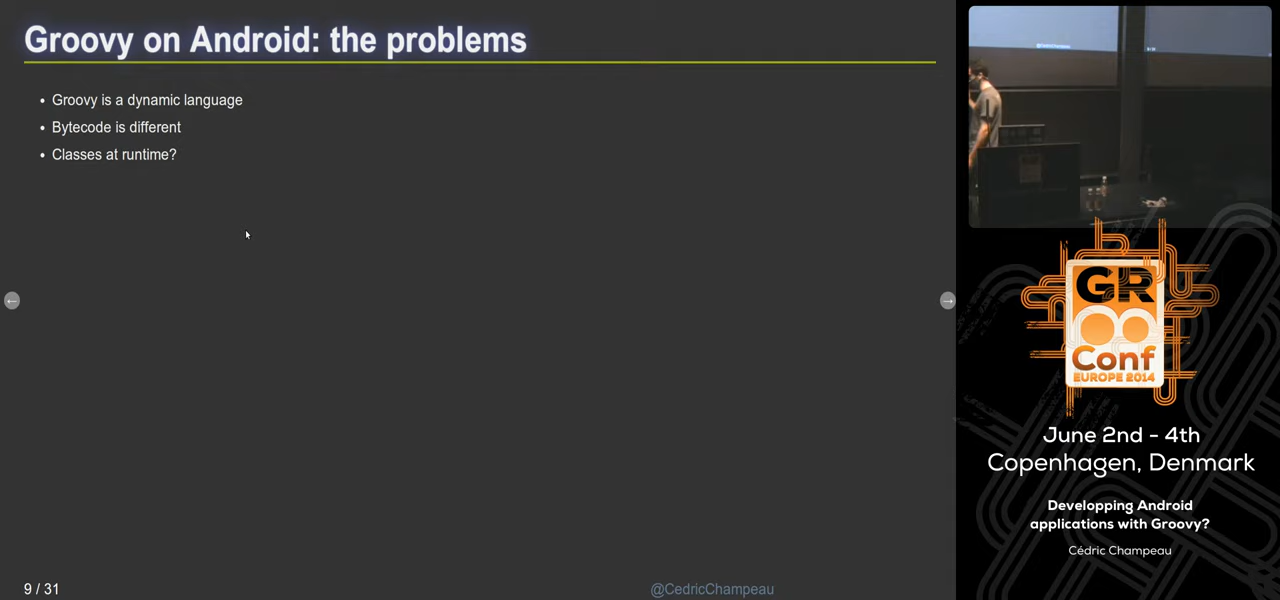 Groovy on Android: the problems
• Groovy is a dynamic language
• Bytecode is different
• Classes at runtime?
←
→
9 / 31
@CedricChampeau
GR
Conf
EUROPE 2014
June 2nd - 4th
Copenhagen, Denmark
Developping Android
applications with Groovy?
Cédric Champeau